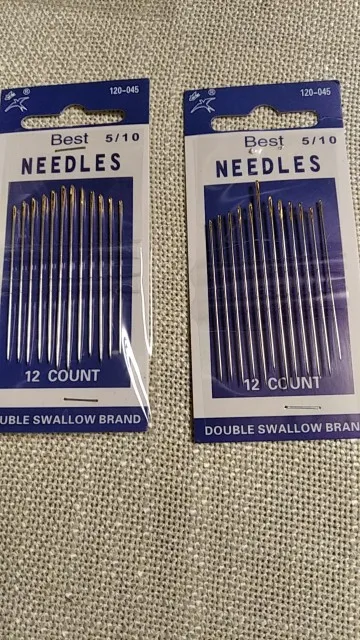 120-045
Best 5/10
NEEDLES
12 COUNT
UBLE SWALLOW BRAND
120-045
Best 5/10
NEEDLES
12 COUNT
DOUBLE SWALLOW BRAN